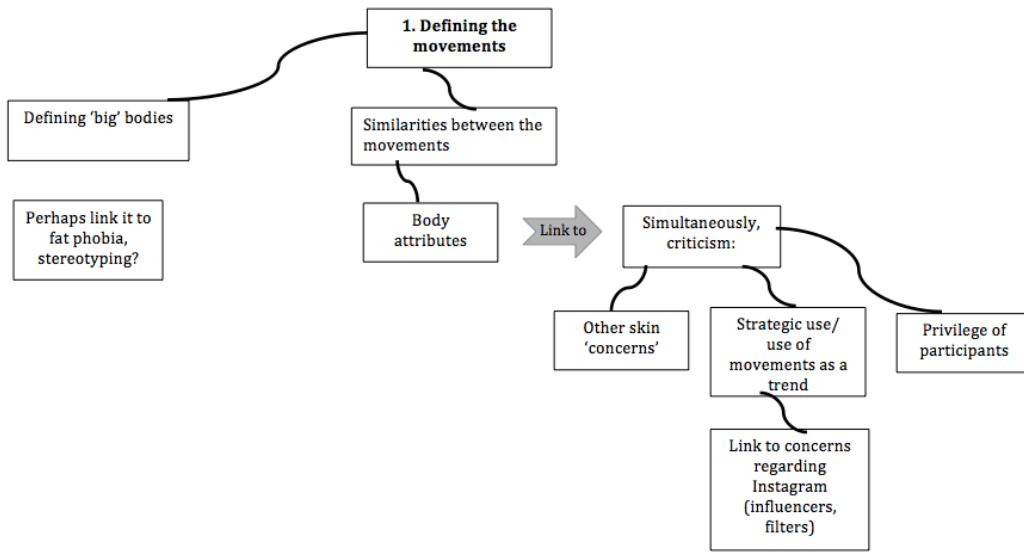 1. Defining the
movements
Defining ‘big’ bodies
Similarities between the
movements
Perhaps link it to
fat phobia,
stereotyping?
Body
attributes
Link to
Simultaneously,
criticism:
Other skin
‘concerns’
Strategic use/
use of
movements as a
trend
Privilege of
participants
Link to concerns
regarding
Instagram
(influencers,
filters)